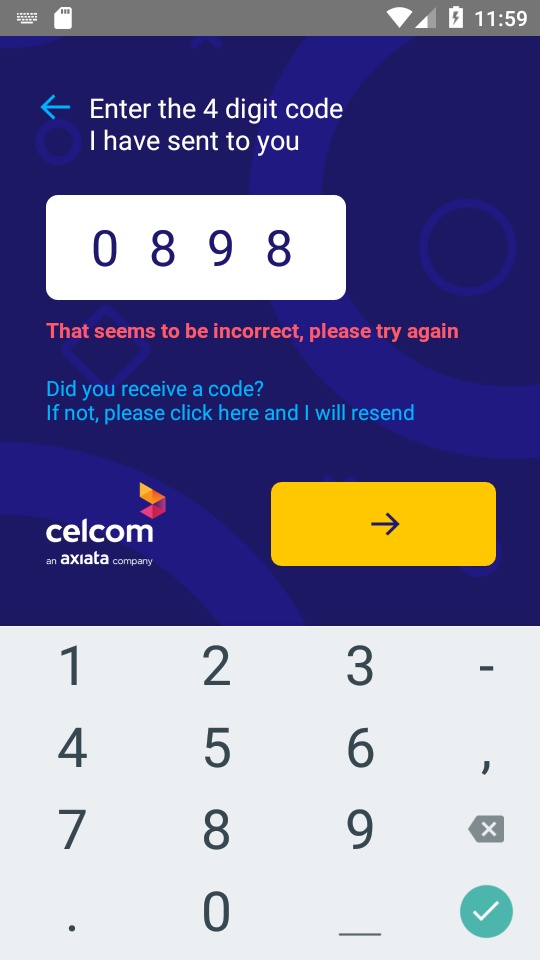 11:59
Enter the 4 digit code
I have sent to you
0 8 9 8
That seems to be incorrect, please try again
Did you receive a code?
If not, please click here and I will resend
celcom
an axiata company
1 2 3 -
4 5 6 ,
7 8 9
. 0 _